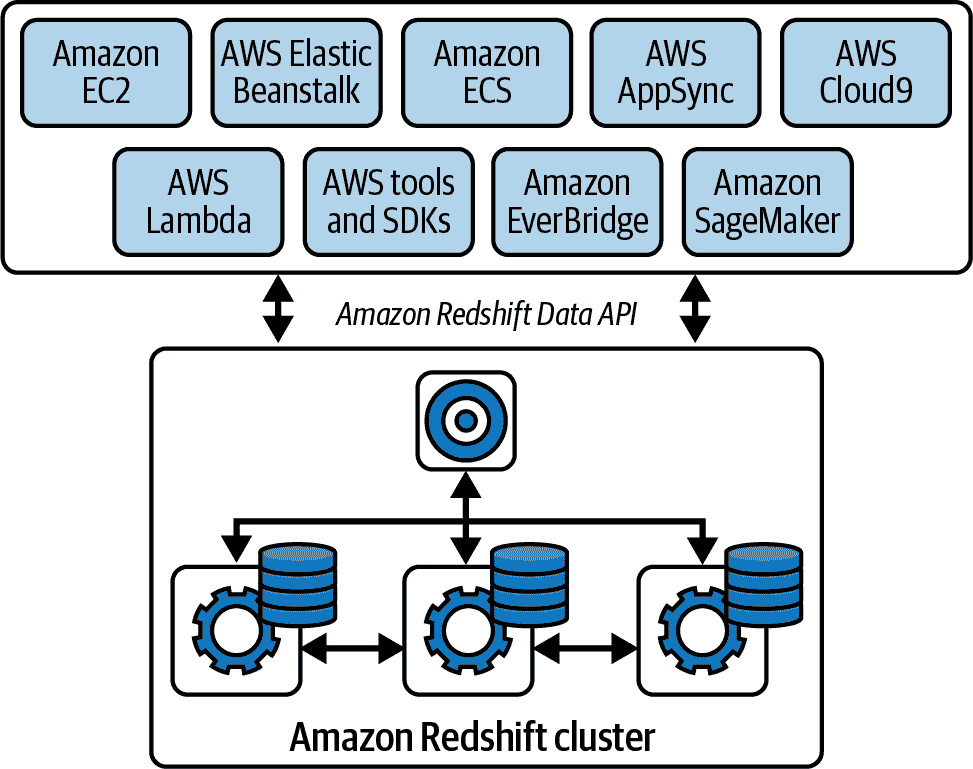 Amazon
EC2
AWS Elastic
Beanstalk
Amazon
ECS
AWS
AppSync
AWS
Cloud9
AWS
Lambda
AWS tools
and SDKs
Amazon
EverBridge
Amazon
SageMaker
Amazon Redshift Data API
Amazon Redshift cluster